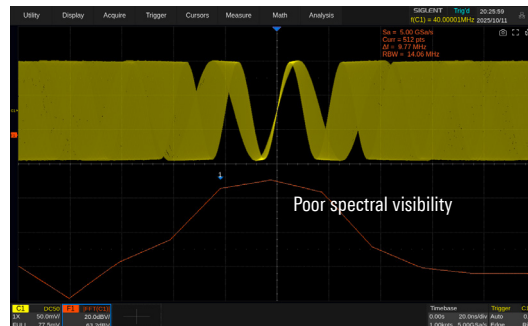 Utility Display Acquire Trigger Cursors Measure Math Analysis
SIGLENT Trig'd 20:25:59
f(C1) = 40.00001MHz 2025/10/11
Sa = 5.00 GSa/s
Curr = 512 pts
Δf = 9.77 MHz
RBW = 14.06 MHz
1
Poor spectral visibility
C1 DC50 F1 FFT(C1) Timebase Trigger
1X 50.0mV/ 20.0dBV/ 0.00s 20.0ns/div Auto
FULL 1.00kpts 5.00GSa/s Edge